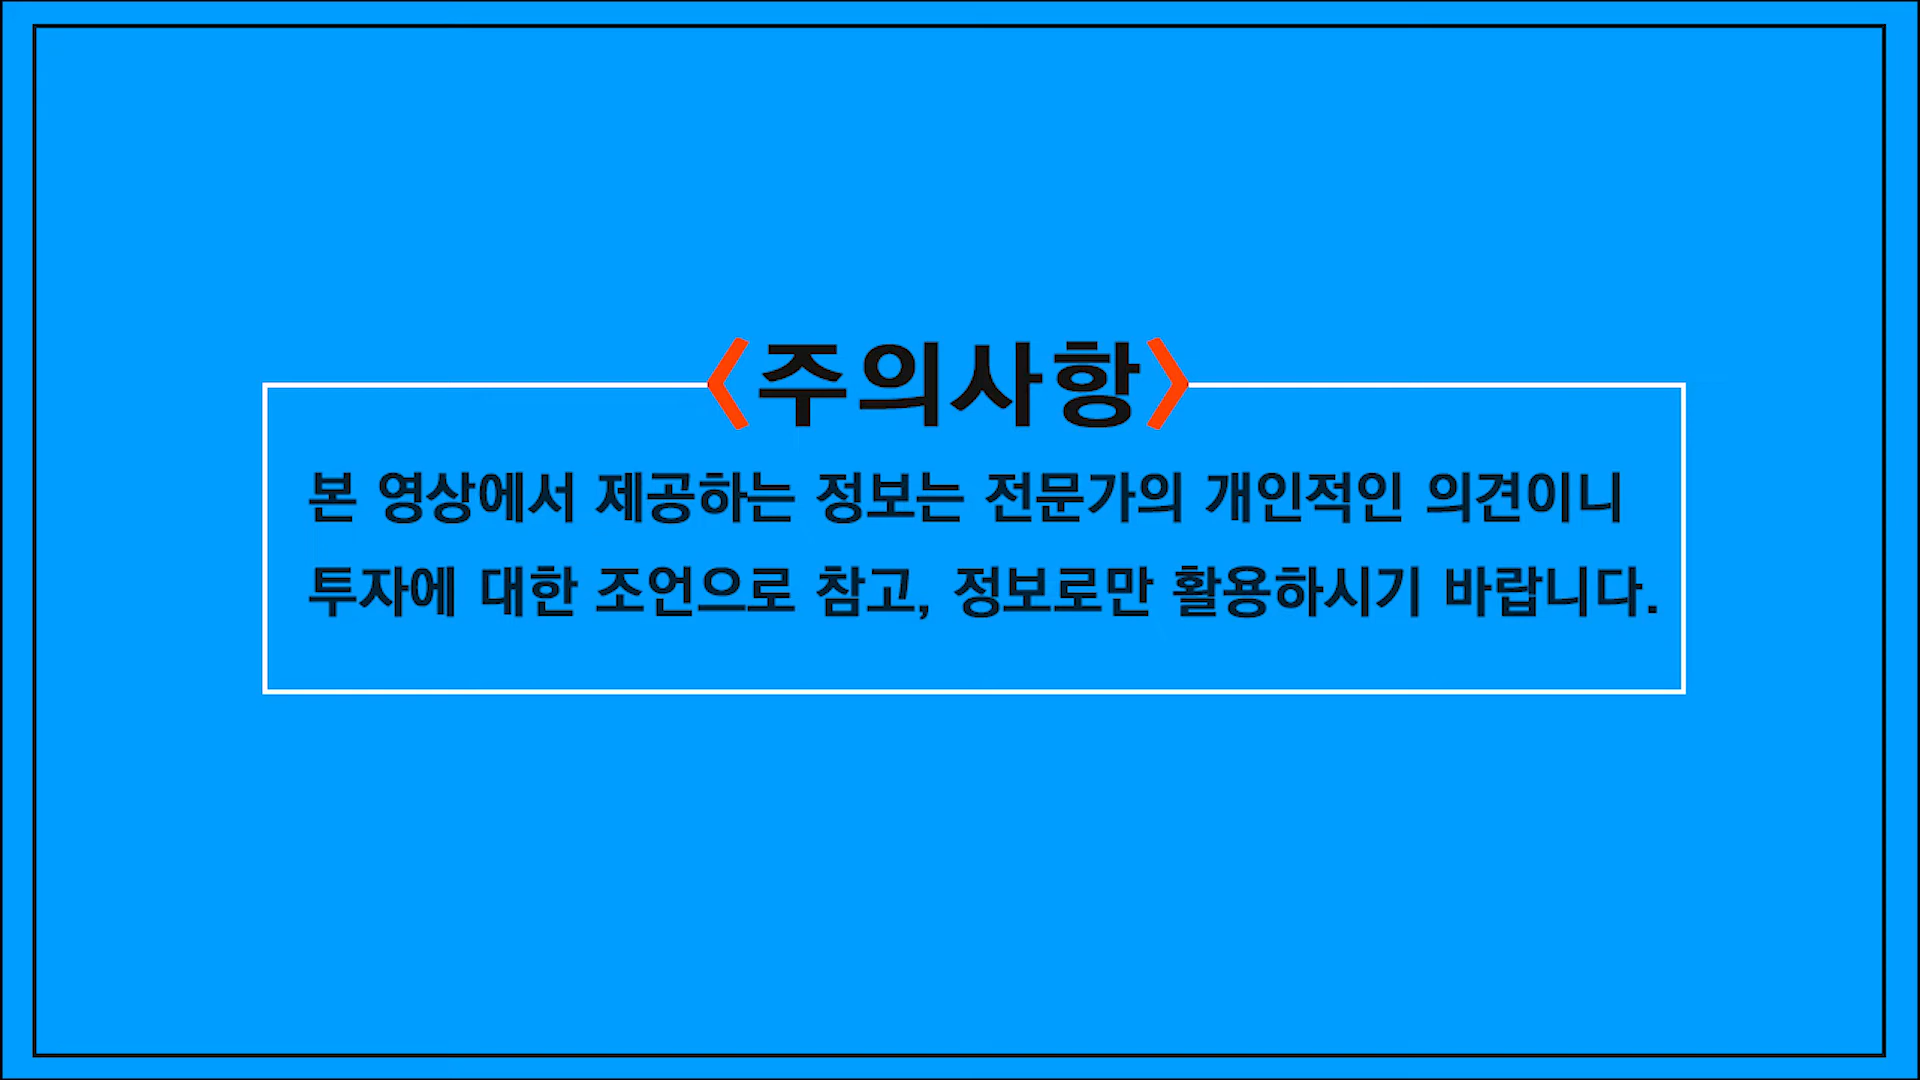 〈주의사항〉
본 영상에서 제공하는 정보는 전문가의 개인적인 의견이니
투자에 대한 조언으로 참고, 정보로만 활용하시기 바랍니다.